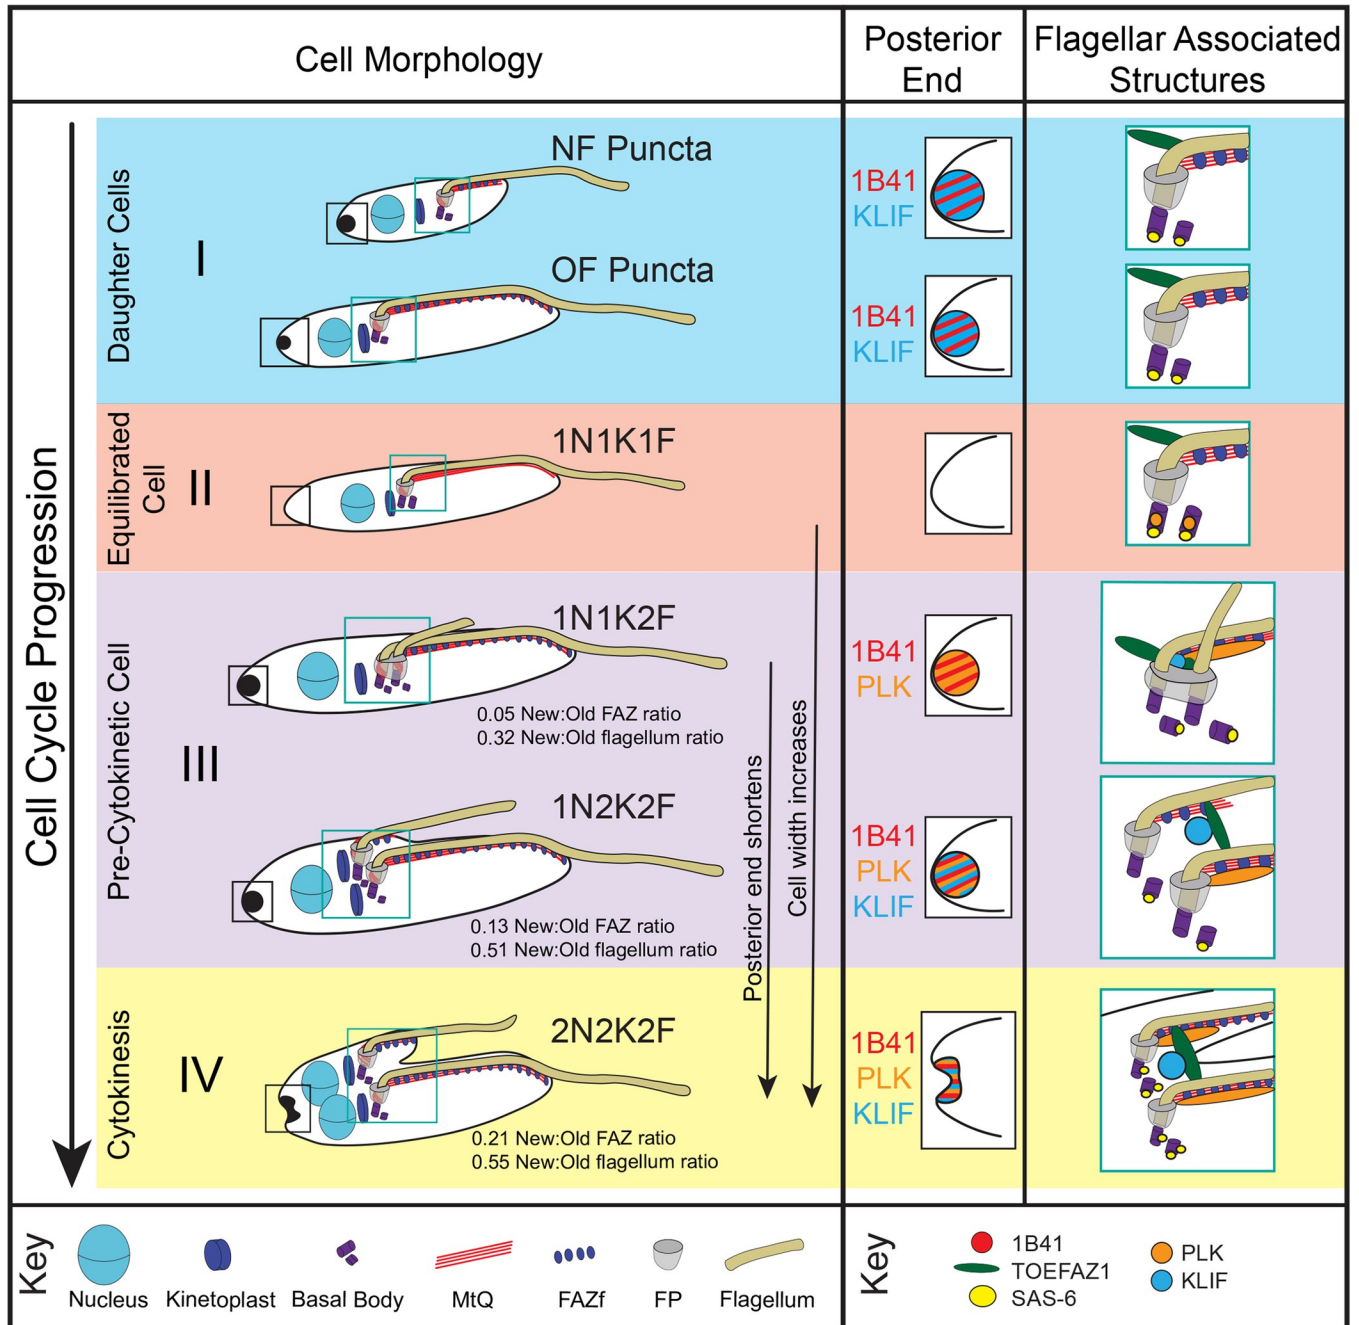 Cell Morphology
Posterior
End
Flagellar Associated
Structures
Cell Cycle Progression
Daughter Cells
I
NF Puncta
1B41
KLIF
OF Puncta
1B41
KLIF
Equilibrated
Cell
II
1N1K1F
Pre-Cytokinetic Cell
III
1N1K2F
0.05 New:Old FAZ ratio
0.32 New:Old flagellum ratio
1B41
PLK
1N2K2F
0.13 New:Old FAZ ratio
0.51 New:Old flagellum ratio
Posterior end shortens
Cell width increases
1B41
PLK
KLIF
Cytokinesis
IV
2N2K2F
0.21 New:Old FAZ ratio
0.55 New:Old flagellum ratio
1B41
PLK
KLIF
Key
Nucleus
Kinetoplast
Basal Body
MtQ
FAZf
FP
Flagellum
Key
1B41
TOEFAZ1
SAS-6
PLK
KLIF